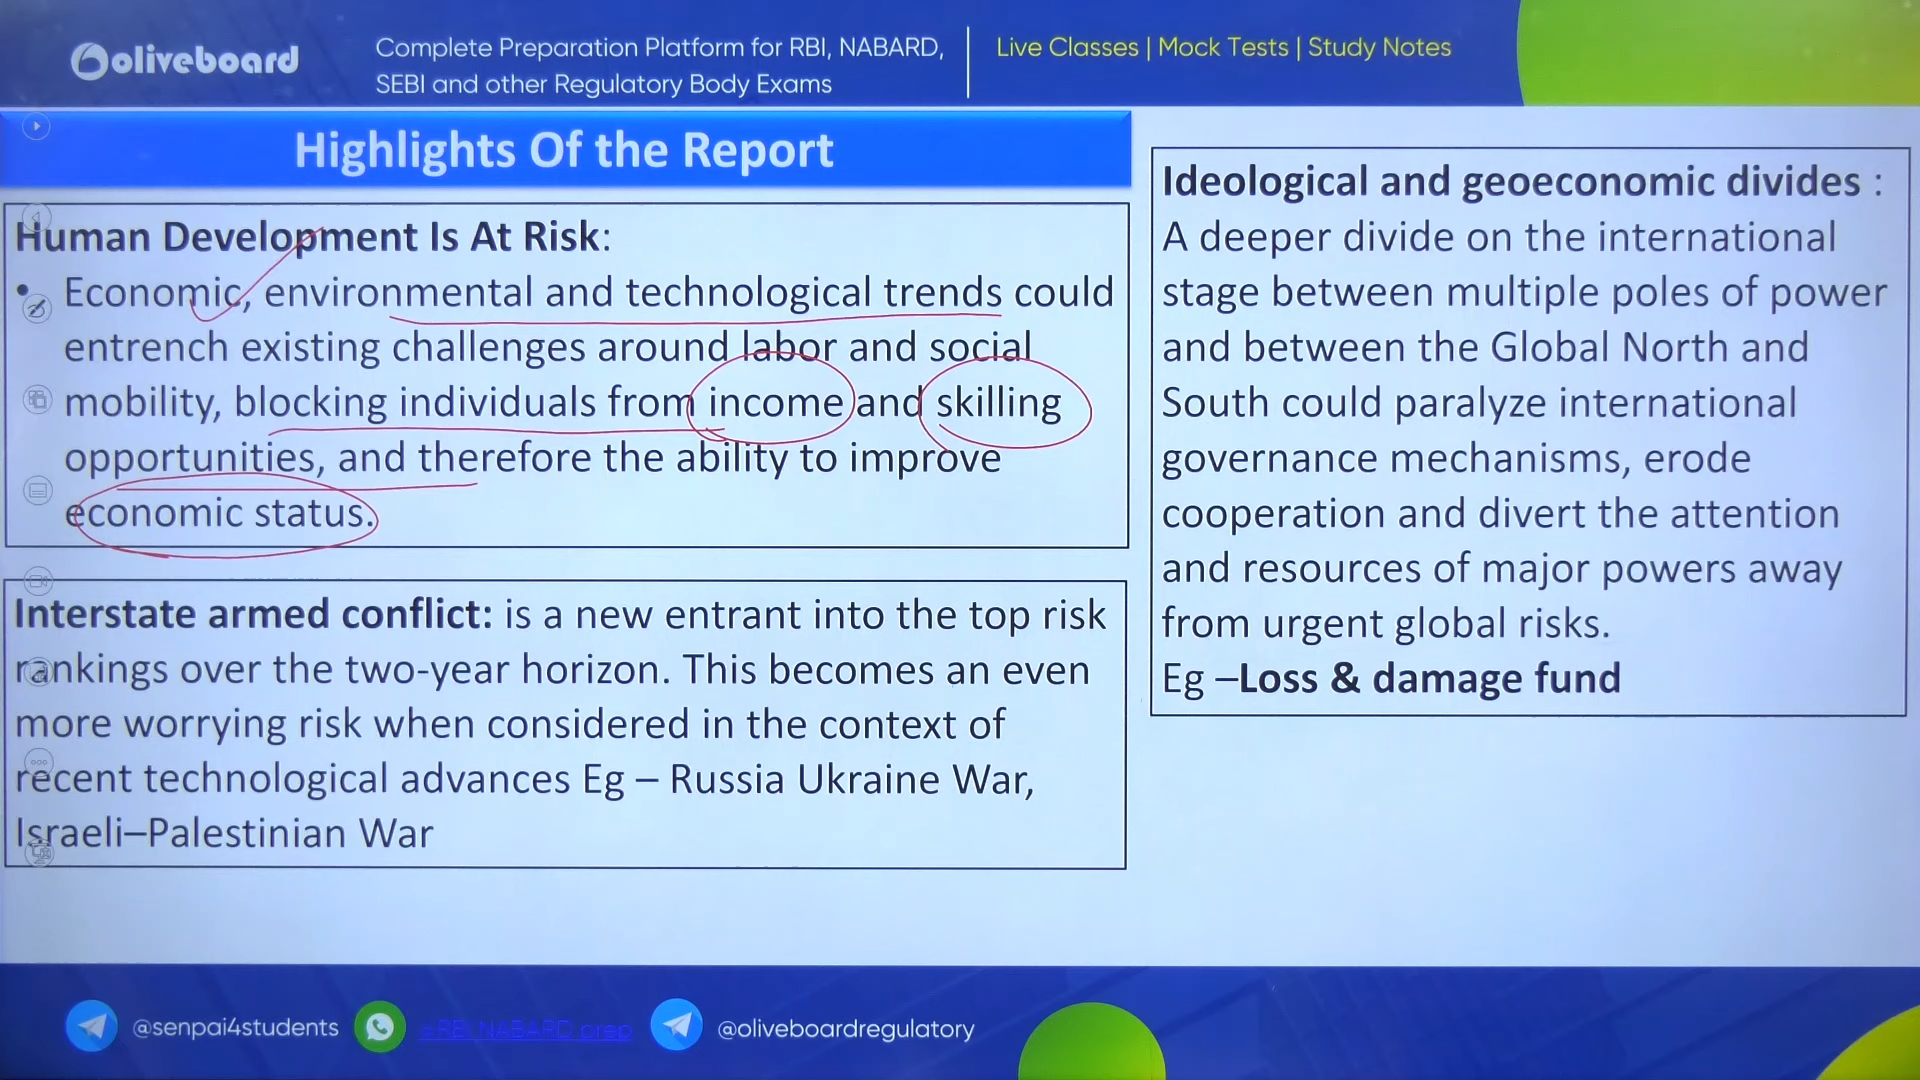 oliveboard
Complete Preparation Platform for RBI, NABARD,
SEBI and other Regulatory Body Exams
Live Classes | Mock Tests | Study Notes
Highlights Of the Report
Human Development Is At Risk:
• Economic, environmental and technological trends could
entrench existing challenges around labor and social
mobility, blocking individuals from income and skilling
opportunities, and therefore the ability to improve
economic status.
Interstate armed conflict: is a new entrant into the top risk
rankings over the two-year horizon. This becomes an even
more worrying risk when considered in the context of
recent technological advances Eg – Russia Ukraine War,
Israeli–Palestinian War
Ideological and geoeconomic divides :
A deeper divide on the international
stage between multiple poles of power
and between the Global North and
South could paralyze international
governance mechanisms, erode
cooperation and divert the attention
and resources of major powers away
from urgent global risks.
Eg –Loss & damage fund
@senpai4students
RBI NABARD prep
@oliveboardregulatory